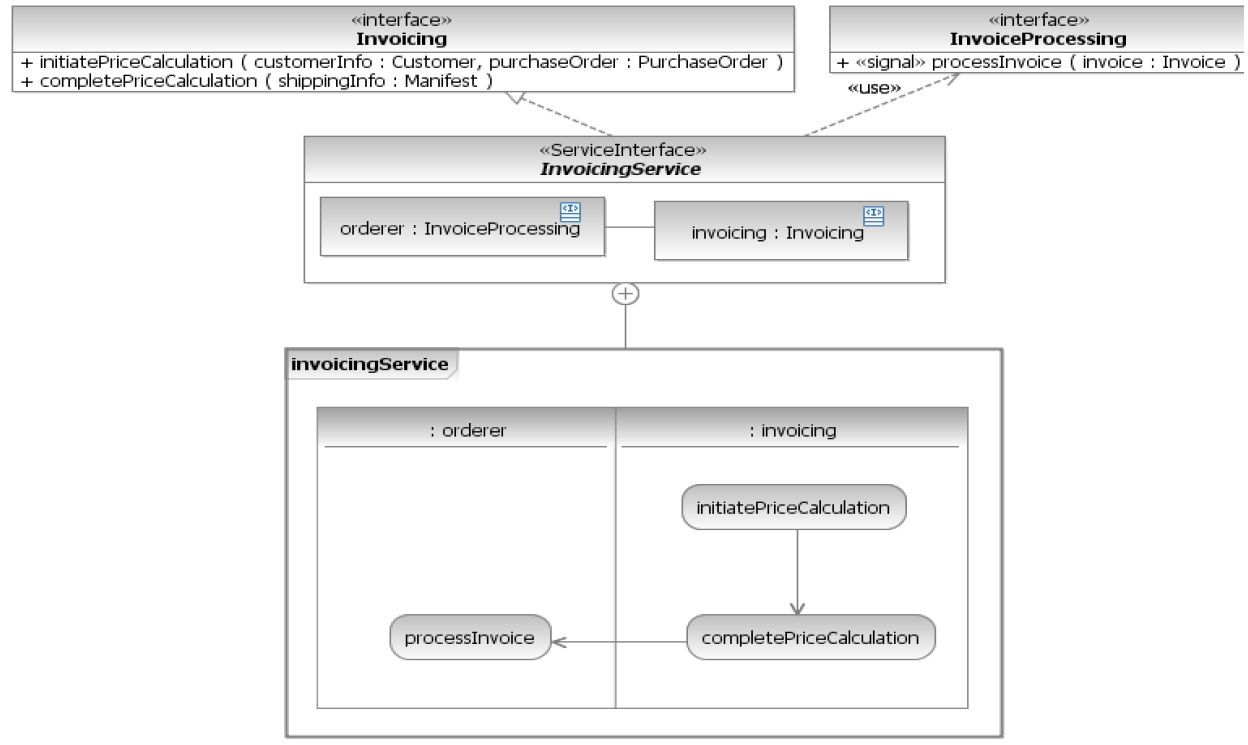 «interface»
Invoicing
+ initiatePriceCalculation ( customerInfo : Customer, purchaseOrder : PurchaseOrder )
+ completePriceCalculation ( shippingInfo : Manifest )
«interface»
InvoiceProcessing
+ «signal» processInvoice ( invoice : Invoice )
«use»
«ServiceInterface»
InvoicingService
orderer : InvoiceProcessing
<I>
invoicing : Invoicing
<I>
invoicingService
: orderer
: invoicing
initiatePriceCalculation
processInvoice
completePriceCalculation